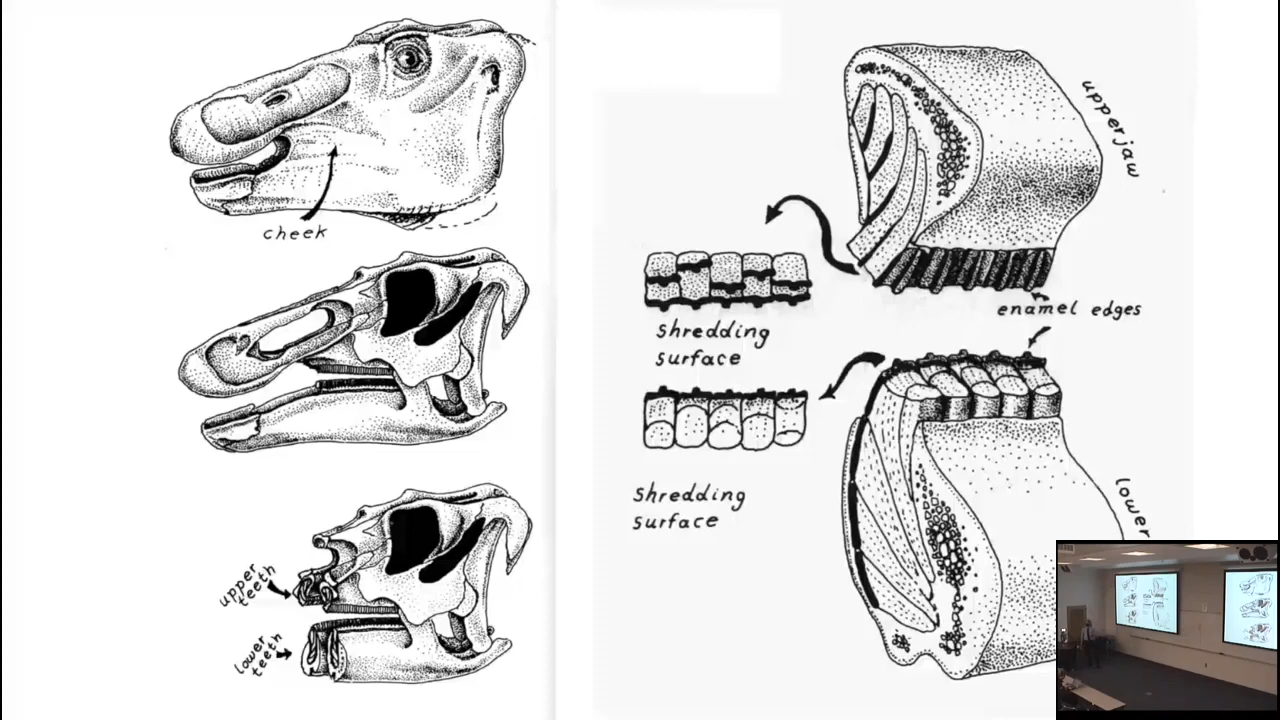 cheek
upper
teeth
lower
teeth
upper jaw
enamel edges
shredding
surface
shredding
surface
lower